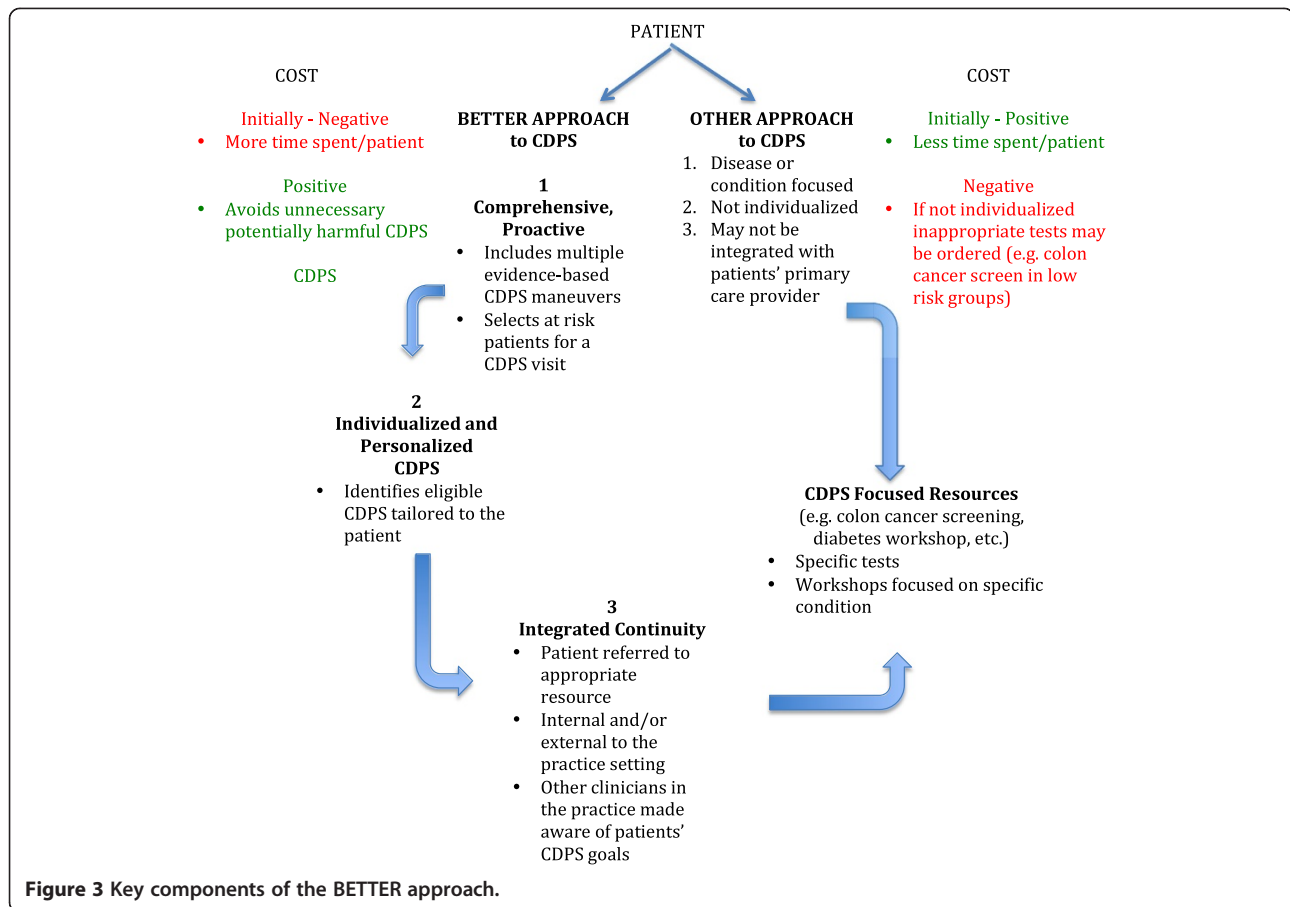 PATIENT
COST
Initially - Negative
• More time spent/patient
Positive
• Avoids unnecessary
potentially harmful CDPS
CDPS
BETTER APPROACH
to CDPS
1
Comprehensive,
Proactive
• Includes multiple
evidence-based
CDPS maneuvers
• Selects at risk
patients for a
CDPS visit
OTHER APPROACH
to CDPS
1. Disease or
condition focused
2. Not individualized
3. May not be
integrated with
patients’ primary
care provider
COST
Initially - Positive
• Less time spent/patient
Negative
• If not individualized
inappropriate tests may
be ordered (e.g. colon
cancer screen in low
risk groups)
2
Individualized and
Personalized
CDPS
• Identifies eligible
CDPS tailored to the
patient
CDPS Focused Resources
(e.g. colon cancer screening,
diabetes workshop, etc.)
• Specific tests
• Workshops focused on specific
condition
3
Integrated Continuity
• Patient referred to
appropriate
resource
• Internal and/or
external to the
practice setting
• Other clinicians in
the practice made
aware of patients’
CDPS goals
Figure 3 Key components of the BETTER approach.